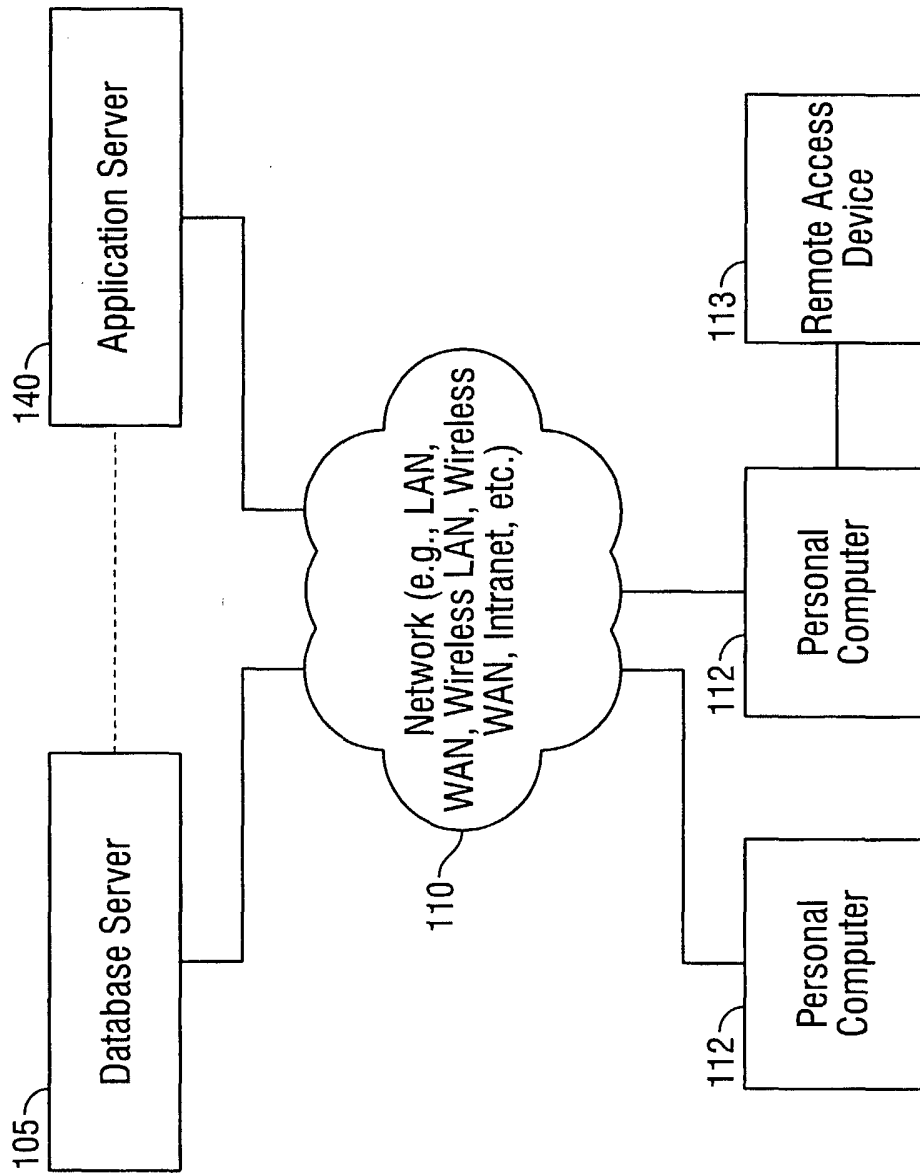 105
Database Server
140
Application Server
110
Network (e.g., LAN,
WAN, Wireless LAN, Wireless
WAN, Intranet, etc.)
112
Personal
Computer
112
Personal
Computer
113
Remote Access
Device